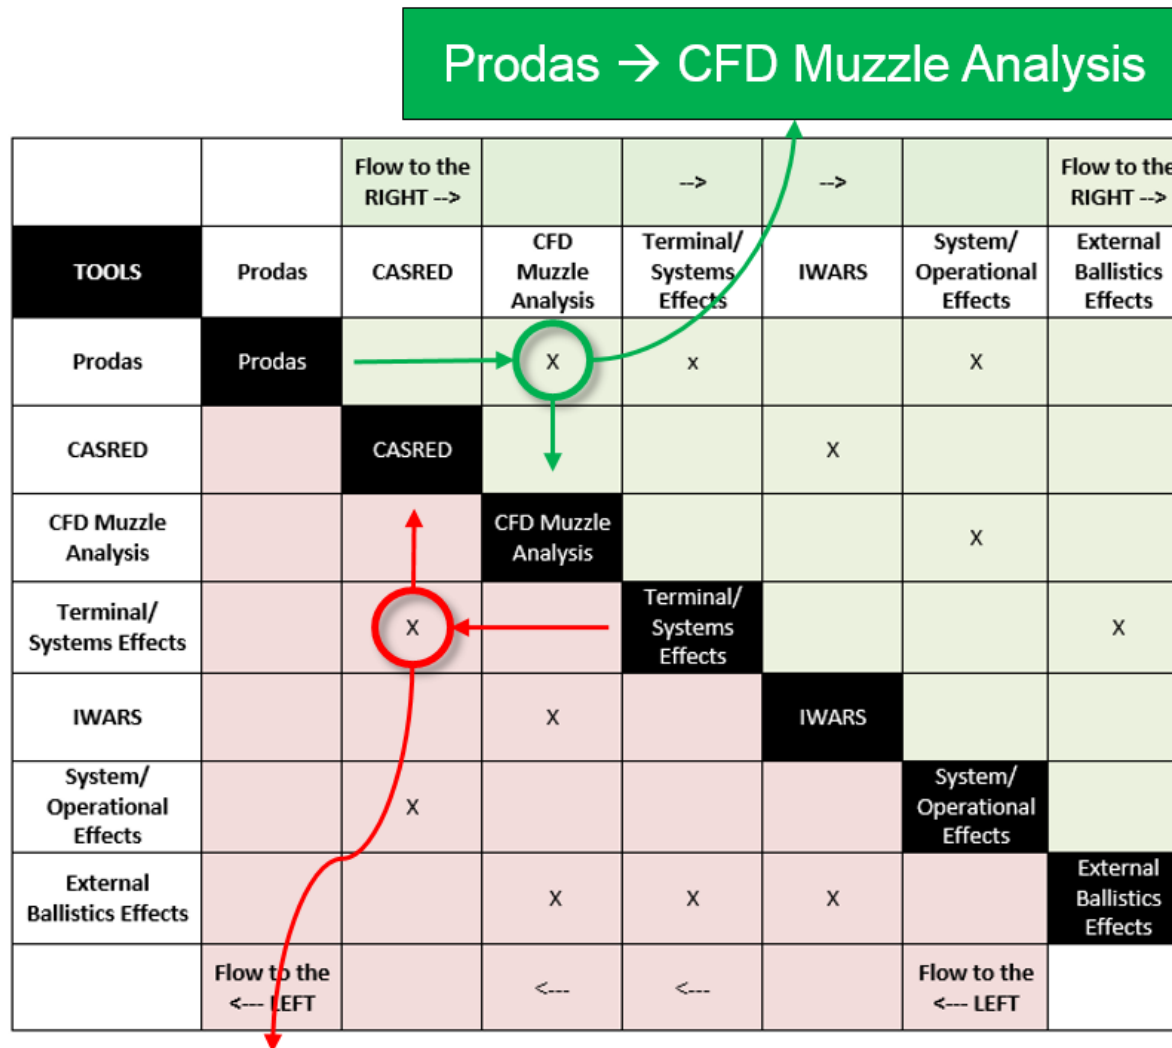 Prodas → CFD Muzzle Analysis
Flow to the RIGHT --> --> --> Flow to the RIGHT -->
TOOLS Prodas CASRED CFD Muzzle Analysis Terminal/ Systems Effects IWARS System/ Operational Effects External Ballistics Effects
Prodas Prodas X x X
CASRED CASRED X
CFD Muzzle Analysis CFD Muzzle Analysis X
Terminal/ Systems Effects X Terminal/ Systems Effects X
IWARS X IWARS
System/ Operational Effects X System/ Operational Effects
External Ballistics Effects X X X External Ballistics Effects
Flow to the <--- LEFT <--- <--- Flow to the <--- LEFT